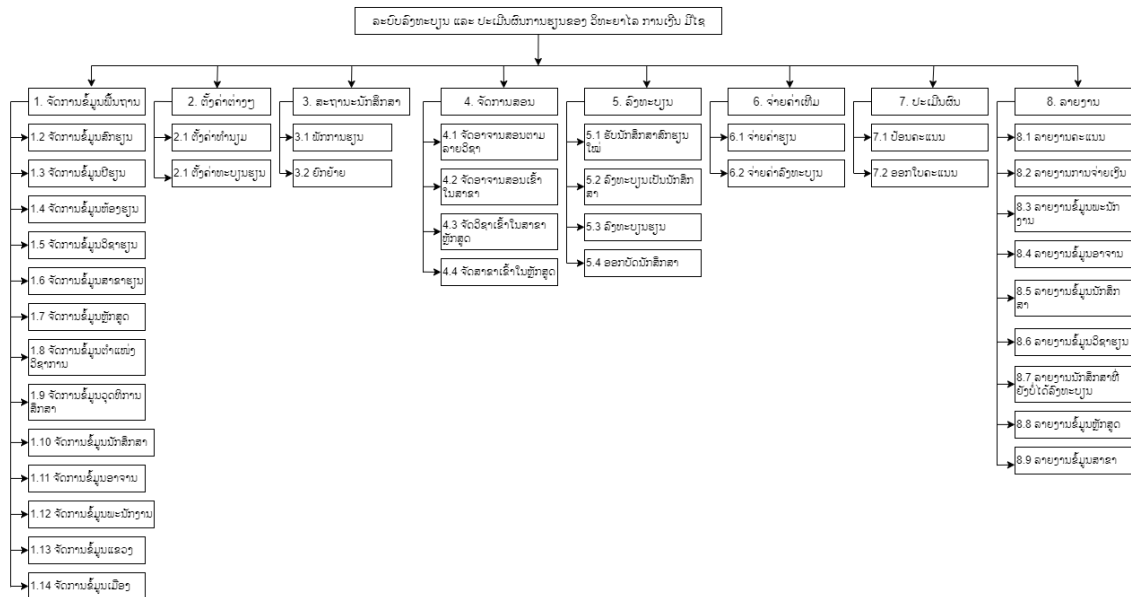 ລະບົບລົງທະບຽນ ແລະ ປະເມີນຜົນການຮຽນຂອງ ວິທະຍາໄລ ການເງິນ ມີໄຊ
1. ຈັດການຂໍ້ມູນພື້ນຖານ
1.2 ຈັດການຂໍ້ມູນສົກຮຽນ
1.3 ຈັດການຂໍ້ມູນປີຮຽນ
1.4 ຈັດການຂໍ້ມູນຫ້ອງຮຽນ
1.5 ຈັດການຂໍ້ມູນວິຊາຮຽນ
1.6 ຈັດການຂໍ້ມູນສາຂາຮຽນ
1.7 ຈັດການຂໍ້ມູນຫຼັກສູດ
1.8 ຈັດການຂໍ້ມູນຕຳແໜ່ງ
ວິຊາການ
1.9 ຈັດການຂໍ້ມູນວຸດທິການ
ສຶກສາ
1.10 ຈັດການຂໍ້ມູນນັກສຶກສາ
1.11 ຈັດການຂໍ້ມູນອາຈານ
1.12 ຈັດການຂໍ້ມູນພະນັກງານ
1.13 ຈັດການຂໍ້ມູນແຂວງ
1.14 ຈັດການຂໍ້ມູນເມືອງ
2. ຕັ້ງຄ່າຕ່າງໆ
2.1 ຕັ້ງຄ່າທຳນຽມ
2.1 ຕັ້ງຄ່າທະບຽນຮຽນ
3. ສະຖານະນັກສຶກສາ
3.1 ພັກການຮຽນ
3.2 ຍົກຍ້າຍ
4. ຈັດການສອນ
4.1 ຈັດອາຈານສອນຕາມ
ລາຍວິຊາ
4.2 ຈັດອາຈານສອນເຂົ້າ
ໃນສາຂາ
4.3 ຈັດວິຊາເຂົ້າໃນສາຂາ
ຫຼັກສູດ
4.4 ຈັດສາຂາເຂົ້າໃນຫຼັກສູດ
5. ລົງທະບຽນ
5.1 ຮັບນັກສຶກສາສົກຮຽນ
ໃໝ່
5.2 ລົງທະບຽນເປັນນັກສຶກ
ສາ
5.3 ລົງທະບຽນຮຽນ
5.4 ອອກບັດນັກສຶກສາ
6. ຈ່າຍຄ່າເທີມ
6.1 ຈ່າຍຄ່າຮຽນ
6.2 ຈ່າຍຄ່າລົງທະບຽນ
7. ປະເມີນຜົນ
7.1 ປ້ອນຄະແນນ
7.2 ອອກໃບຄະແນນ
8. ລາຍງານ
8.1 ລາຍງານຄະແນນ
8.2 ລາຍງານການຈ່າຍເງິນ
8.3 ລາຍງານຂໍ້ມູນພະນັກ
ງານ
8.4 ລາຍງານຂໍ້ມູນອາຈານ
8.5 ລາຍງານຂໍ້ມູນນັກສຶກ
ສາ
8.6 ລາຍງານຂໍ້ມູນວິຊາຮຽນ
8.7 ລາຍງານນັກສຶກສາທີ່
ຍັງບໍ່ໄດ້ລົງທະບຽນ
8.8 ລາຍງານຂໍ້ມູນຫຼັກສູດ
8.9 ລາຍງານຂໍ້ມູນສາຂາ